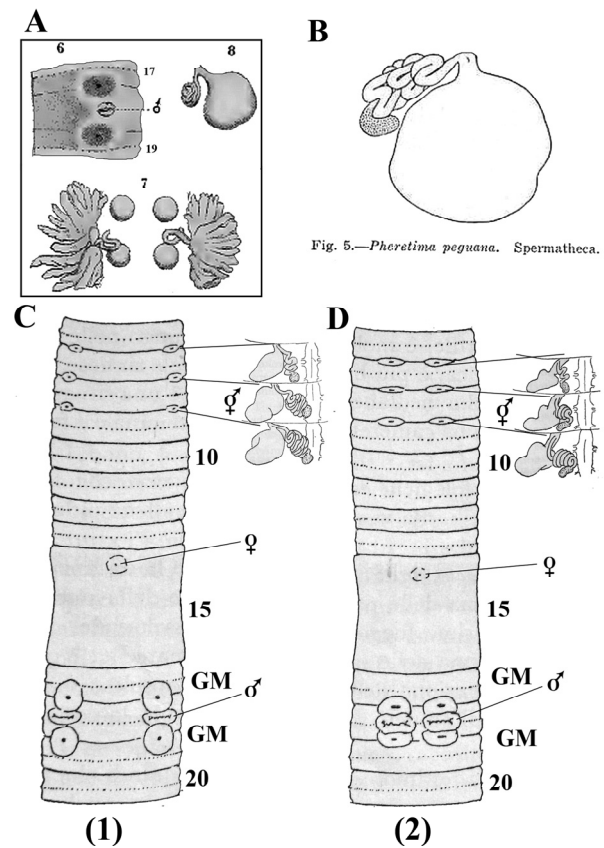 A
6
17
8
♂
19
7
B
Fig. 5.—Pheretima peguana. Spermatheca.
C
⚥
10
♀
15
GM
♂
GM
20
(1)
D
⚥
10
♀
15
GM
♂
GM
20
(2)